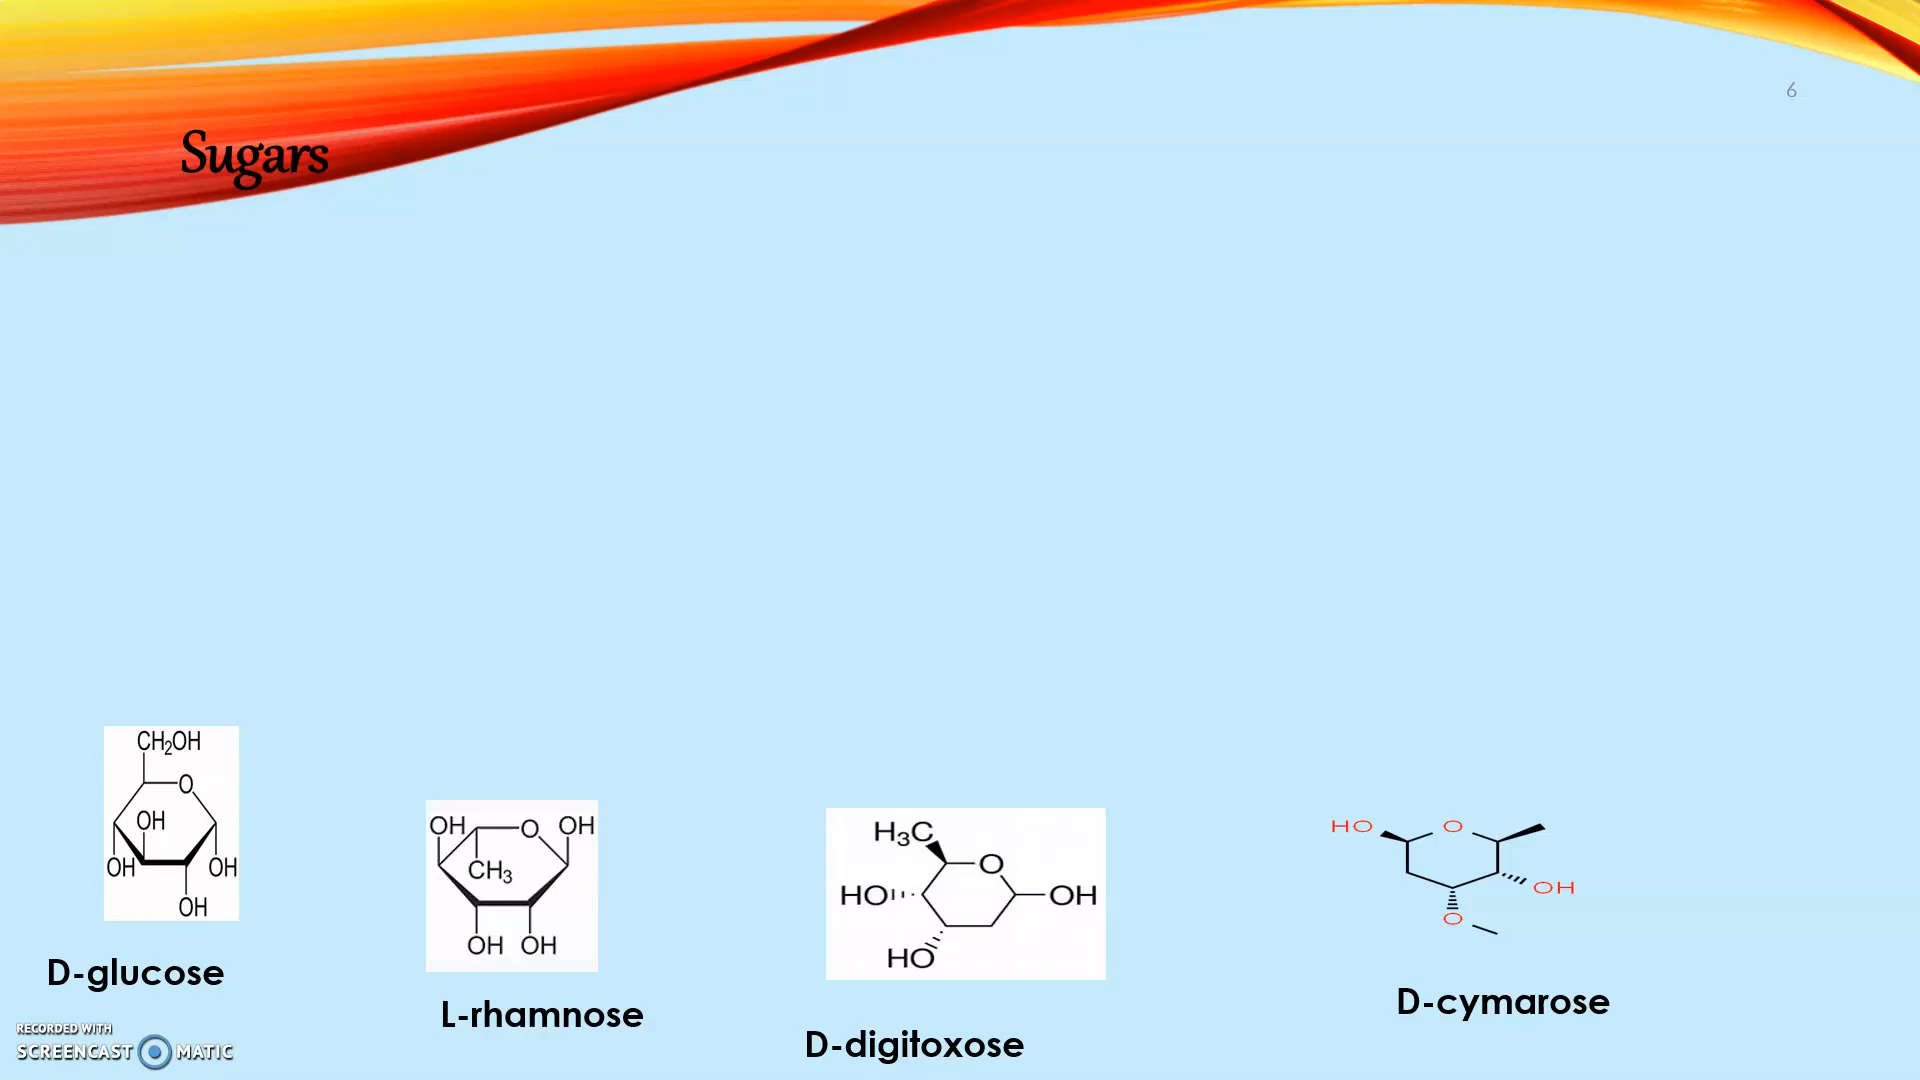 6
Sugars
CH2OH
O
OH
OH
OH
OH
D-glucose
OH
O
OH
CH3
OH
OH
L-rhamnose
H3C
O
HO
OH
HO
D-digitoxose
HO
O
OH
O
D-cymarose
RECORDED WITH
SCREENCAST MATIC